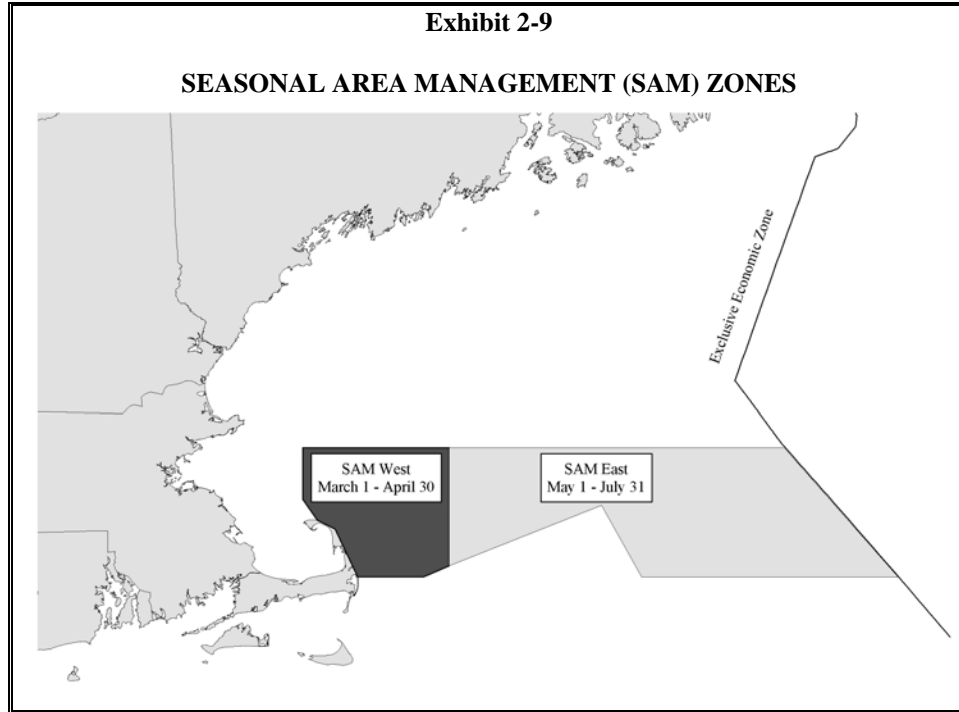 Exhibit 2-9
SEASONAL AREA MANAGEMENT (SAM) ZONES
Exclusive Economic Zone
SAM West
March 1 - April 30
SAM East
May 1 - July 31